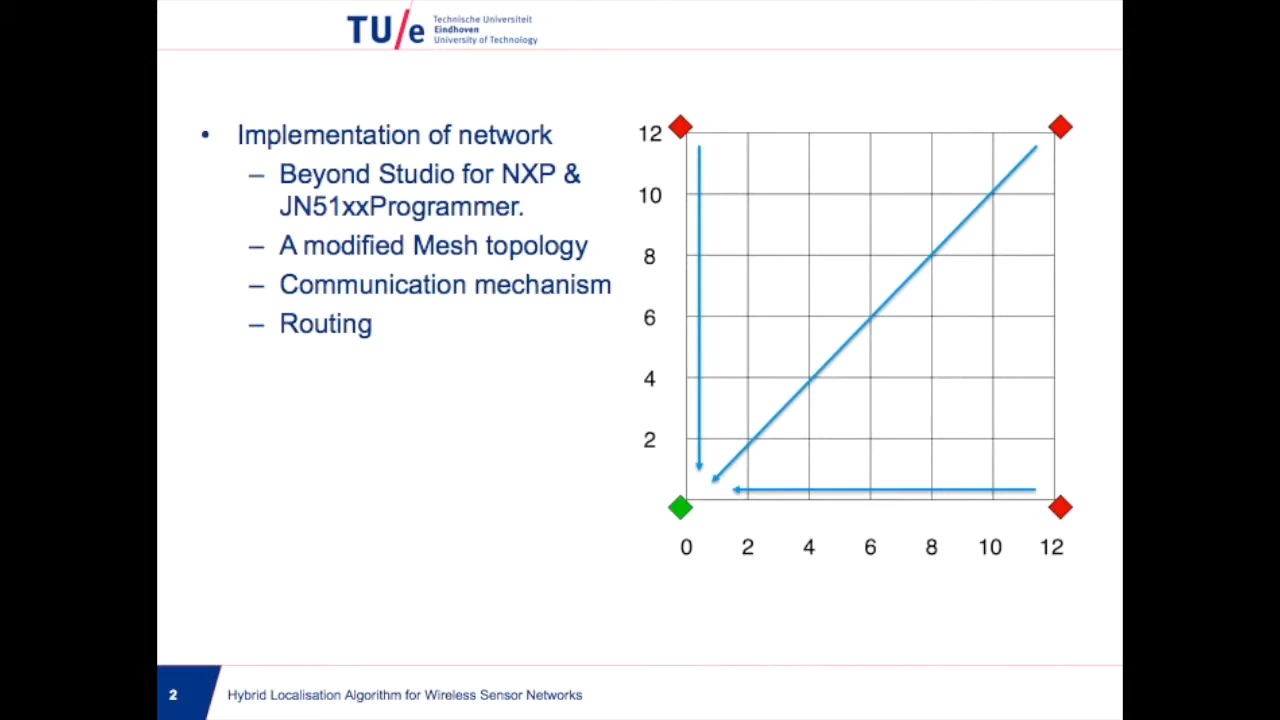 TU/e
Technische Universiteit
Eindhoven
University of Technology
• Implementation of network
– Beyond Studio for NXP &
JN51xxProgrammer.
– A modified Mesh topology
– Communication mechanism
– Routing
12
10
8
6
4
2
0 2 4 6 8 10 12
2
Hybrid Localisation Algorithm for Wireless Sensor Networks